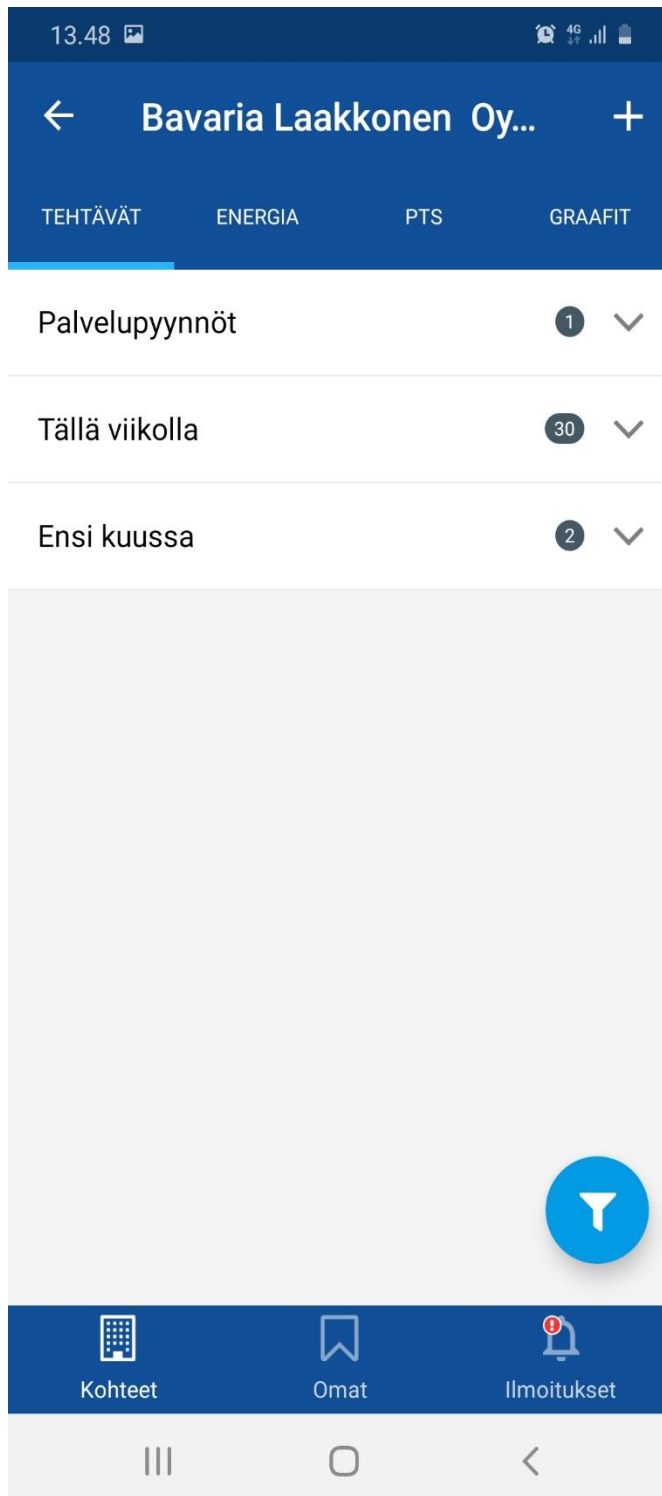 13.48 4G
Bavaria Laakkonen Oy...
TEHTÄVÄT ENERGIA PTS GRAAFIT
Palvelupyynnöt 1
Tällä viikolla 30
Ensi kuussa 2
Kohteet Omat Ilmoitukset